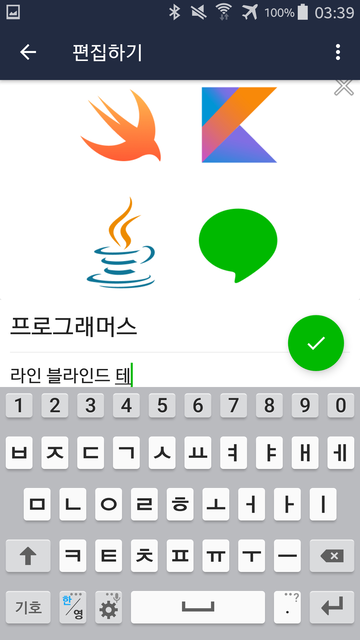 100% 03:39
편집하기
프로그래머스
라인 블라인드 테
1 2 3 4 5 6 7 8 9 0
ㅂ ㅈ ㄷ ㄱ ㅅ ㅛ ㅕ ㅑ ㅐ ㅔ
ㅁ ㄴ ㅇ ㄹ ㅎ ㅗ ㅓ ㅏ ㅣ
ㅋ ㅌ ㅊ ㅍ ㅠ ㅜ ㅡ
기호 한/영 . ?